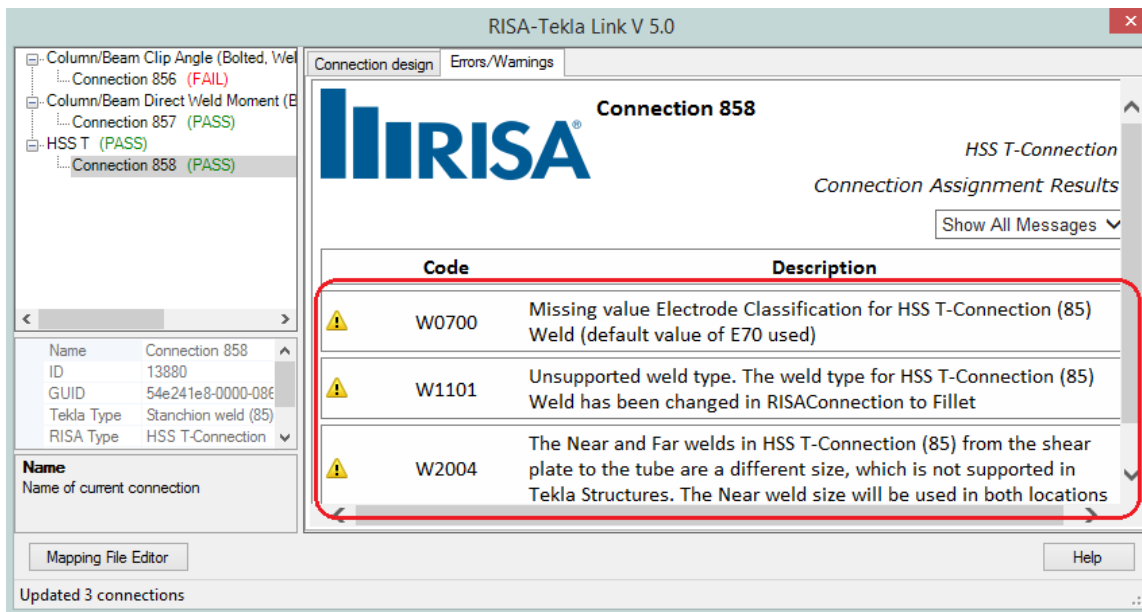 RISA-Tekla Link V 5.0
Column/Beam Clip Angle (Bolted, Wel
Connection 856 (FAIL)
Column/Beam Direct Weld Moment (B
Connection 857 (PASS)
HSS T (PASS)
Connection 858 (PASS)
Name Connection 858
ID 13880
GUID 54e241e8-0000-086
Tekla Type Stanchion weld (85)
RISA Type HSS T-Connection
Name
Name of current connection
Connection design Errors/Warnings
RISA®
Connection 858
HSS T-Connection
Connection Assignment Results
Show All Messages
Code Description
W0700 Missing value Electrode Classification for HSS T-Connection (85)
Weld (default value of E70 used)
W1101 Unsupported weld type. The weld type for HSS T-Connection (85)
Weld has been changed in RISAConnection to Fillet
W2004 The Near and Far welds in HSS T-Connection (85) from the shear
plate to the tube are a different size, which is not supported in
Tekla Structures. The Near weld size will be used in both locations
Mapping File Editor
Help
Updated 3 connections